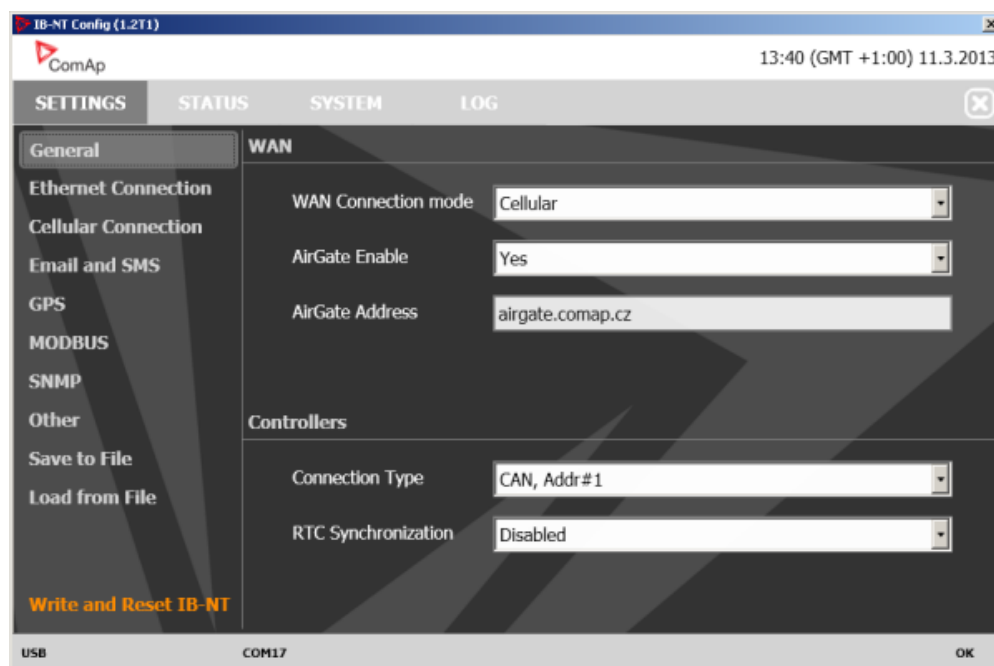 IB-NT Config (1.2T1)
ComAp
13:40 (GMT +1:00) 11.3.2013
SETTINGS STATUS SYSTEM LOG
General
Ethernet Connection
Cellular Connection
Email and SMS
GPS
MODBUS
SNMP
Other
Save to File
Load from File
Write and Reset IB-NT
WAN
WAN Connection mode Cellular
AirGate Enable Yes
AirGate Address airgate.comap.cz
Controllers
Connection Type CAN, Addr#1
RTC Synchronization Disabled
USB COM17 OK